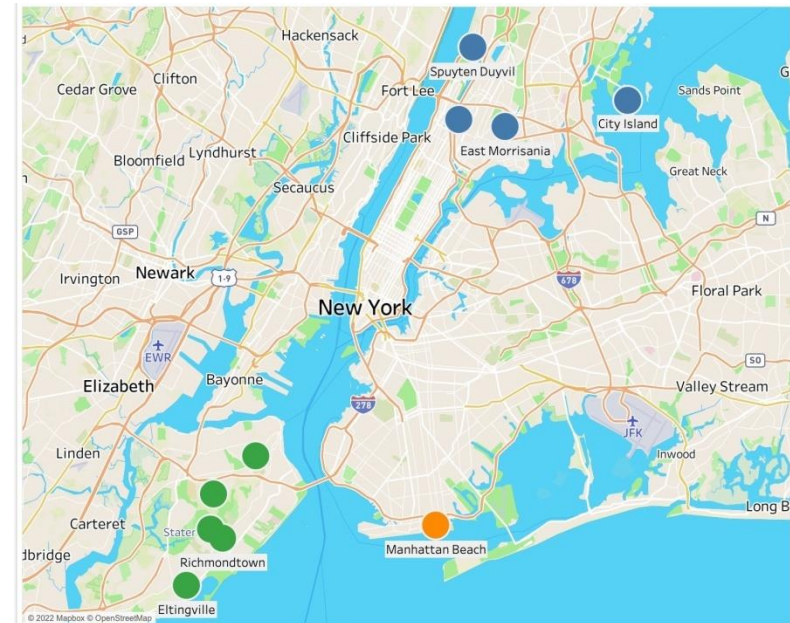 Hackensack
Clifton
Spuyten Duyvil
Cedar Grove
Fort Lee
Sands Point
City Island
Cliffside Park
East Morrisania
Lyndhurst
Bloomfield
Great Neck
Secaucus
GSP
N
Newark
1-9
678
Irvington
Floral Park
New York
EWR
SO
Elizabeth
Bayonne
Valley Stream
278
JFK
Linden
Inwood
Long B
Carteret
Staten
dbridge
Richmondtown
Manhattan Beach
Eltingville
© 2022 Mapbox © OpenStreetMap